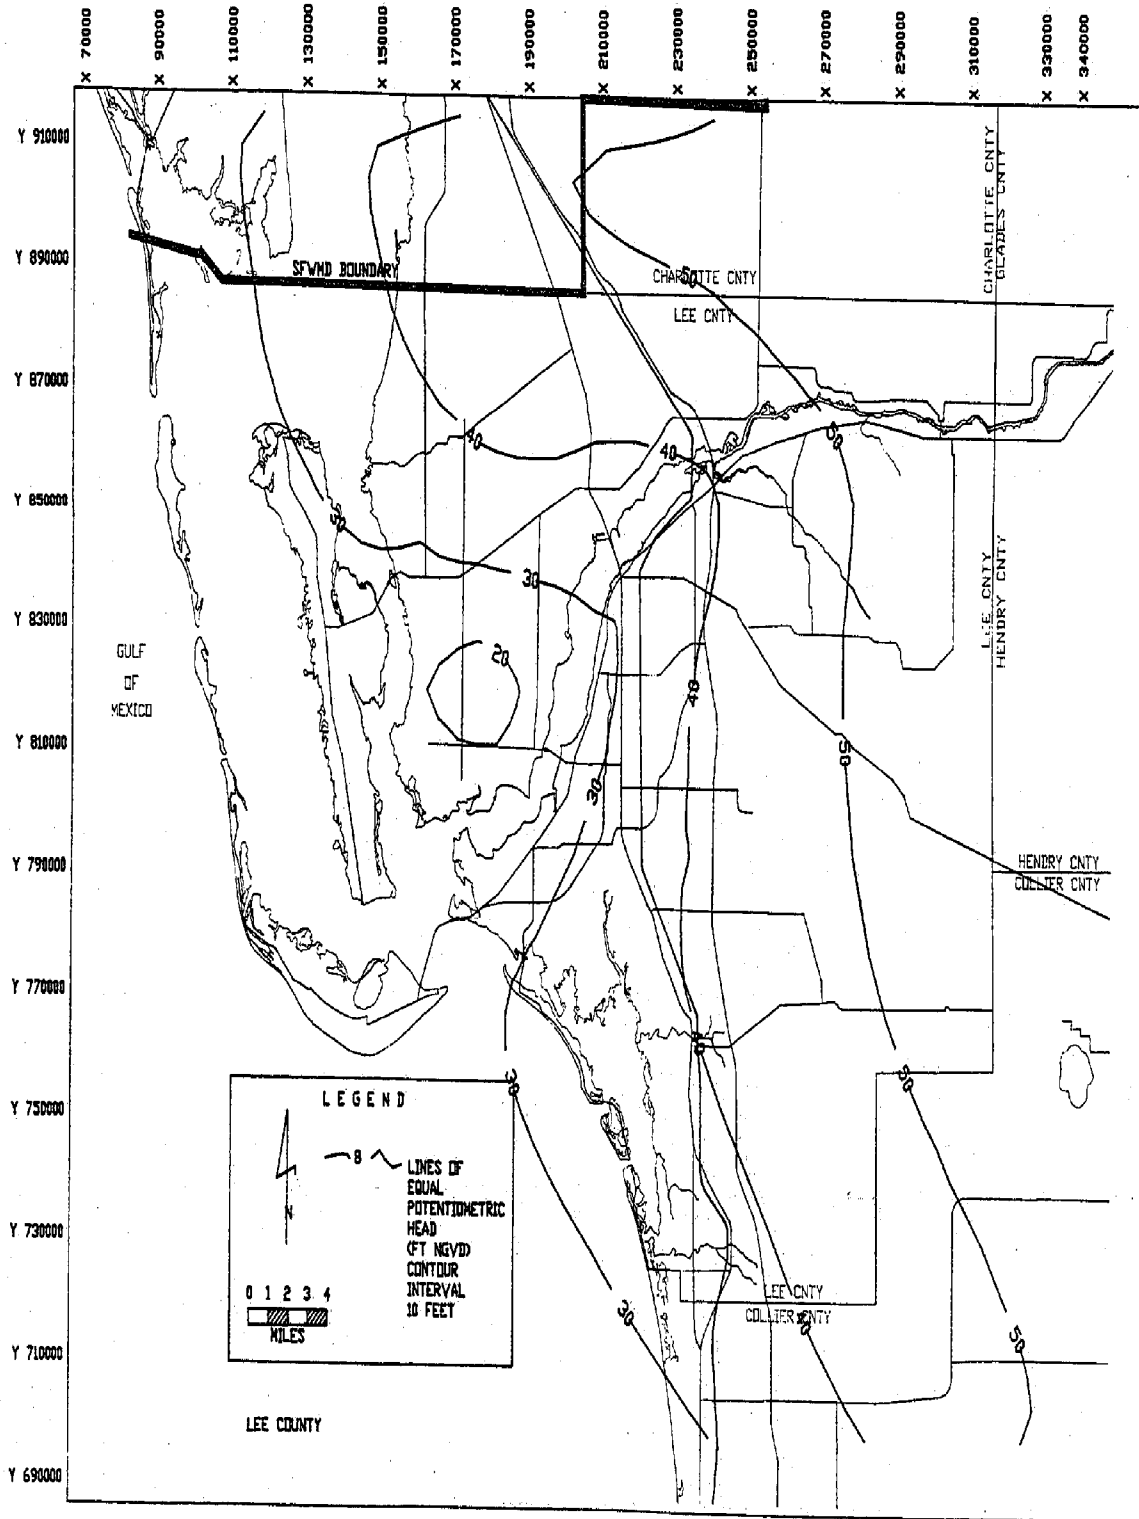 X 70000
X 90000
X 110000
X 130000
X 150000
X 170000
X 190000
X 210000
X 230000
X 250000
X 270000
X 290000
X 310000
X 330000
X 340000
Y 910000
Y 890000
Y 870000
Y 850000
Y 830000
Y 810000
Y 790000
Y 770000
Y 750000
Y 730000
Y 710000
Y 690000
CHARLOTTE CNTY
GLADES CNTY
SFWMD BOUNDARY
CHARLOTTE CNTY
50
LEE CNTY
40
40
50
30
30
LEE CNTY
HENDRY CNTY
GULF
OF
MEXICO
20
40
50
30
HENDRY CNTY
COLLIER CNTY
40
50
30
LEGEND
N
8
LINES OF
EQUAL
POTENTIOMETRIC
HEAD
(FT NGVD)
CONTOUR
INTERVAL
10 FEET
0 1 2 3 4
MILES
LEE CNTY
COLLIER CNTY
30
40
50
LEE COUNTY